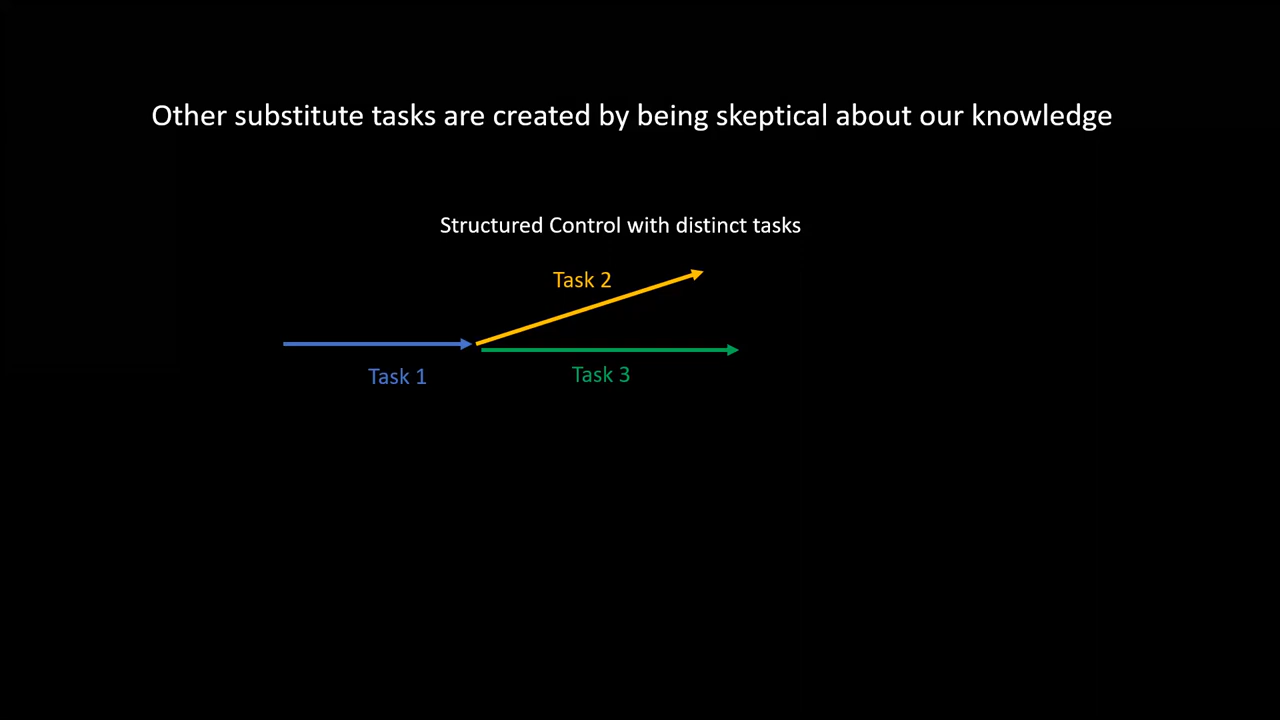 Other substitute tasks are created by being skeptical about our knowledge
Structured Control with distinct tasks
Task 2
Task 1
Task 3